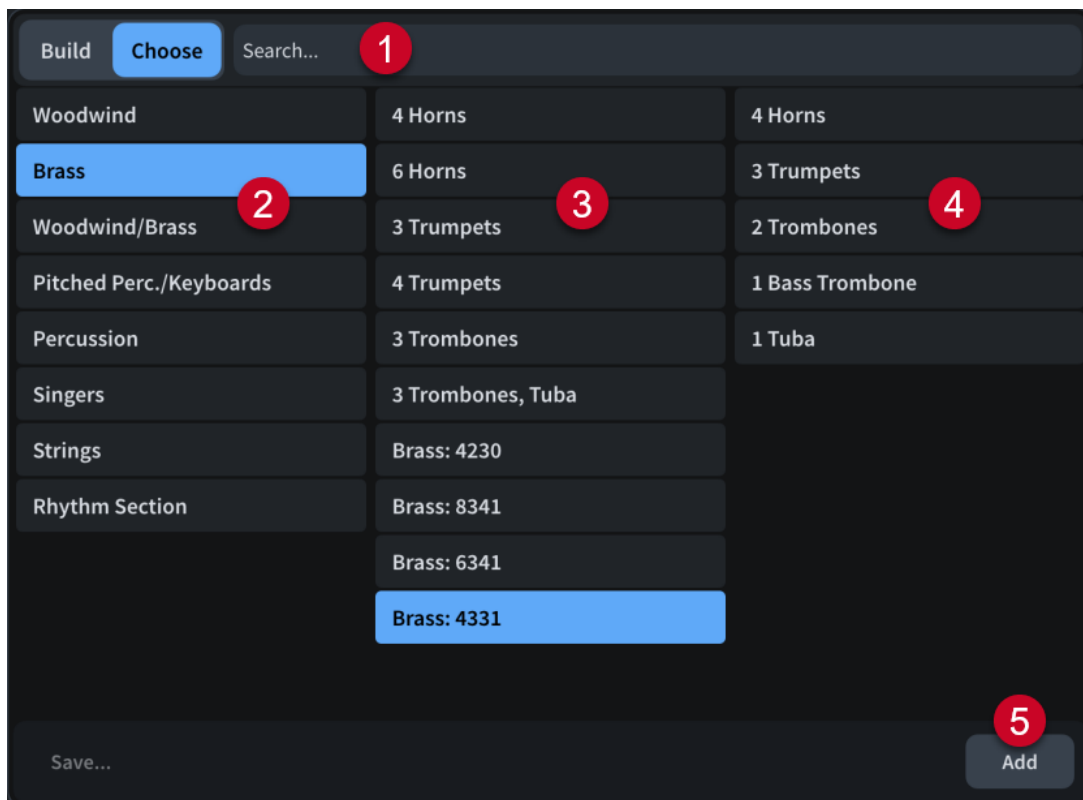 Build Choose Search... 1
Woodwind 4 Horns 4 Horns
Brass 6 Horns 3 Trumpets
2 3 4
Woodwind/Brass 3 Trumpets 2 Trombones
Pitched Perc./Keyboards 4 Trumpets 1 Bass Trombone
Percussion 3 Trombones 1 Tuba
Singers 3 Trombones, Tuba
Strings Brass: 4230
Rhythm Section Brass: 8341
Brass: 6341
Brass: 4331
5
Save... Add